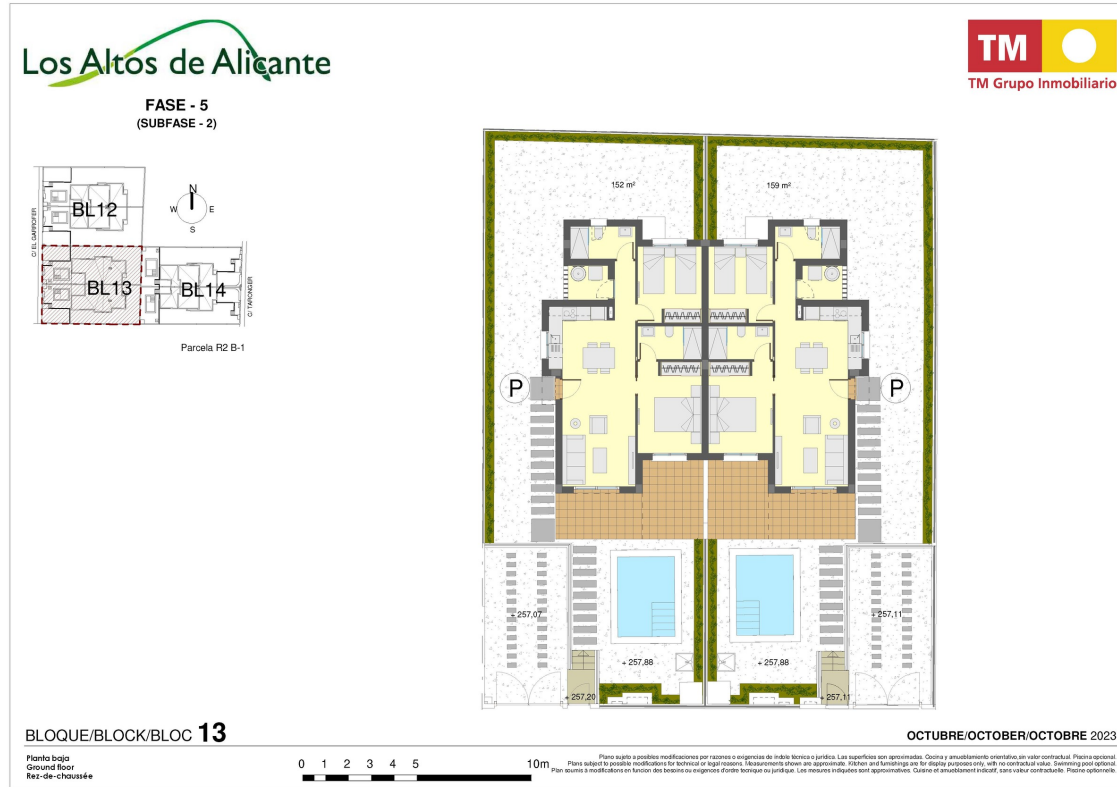 Los Altos de Alicante
TM
TM Grupo Inmobiliario
FASE - 5
(SUBFASE - 2)
N
W
E
S
BL12
BL13
BL14
C/ EL GARROFER
C/ TARONGER
Parcela R2 B-1
152 m²
159 m²
P
P
+ 257,07
+ 257,11
+ 257,88
+ 257,88
+ 257,20
+ 257,11
BLOQUE/BLOCK/BLOC 13
OCTUBRE/OCTOBER/OCTOBRE 2023
Planta baja
Ground floor
Rez-de-chaussée
0 1 2 3 4 5 10m
Plano sujeto a posibles modificaciones por razones o exigencias de índole técnica y jurídica. Las superficies son aproximadas. Cocina y amueblamiento orientativo,sin valor contractual. Piscina opcional.
Plans subject to possible modifications for technical or legal reasons. Measurements shown are approximate. Kitchen and furnishings are for display purposes only, with no contractual value. Swimming pool optional.
Plan soumis à modifications en function des besoins ou exigences d'ordre tecnique ou juridique. Les mesures indiquées sont approximatives. Cuisine et ameublement indicatif, sans valeur contractuelle. Piscine optionnelle.